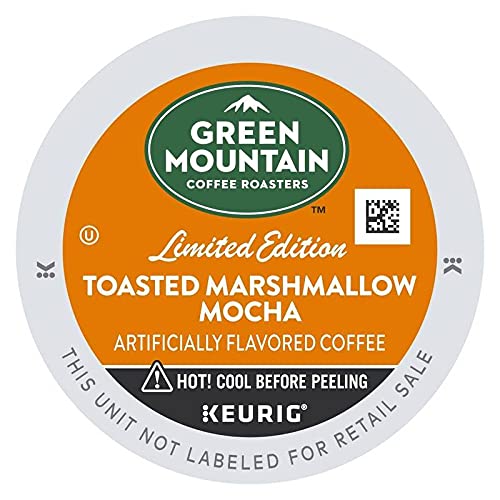 GREEN
MOUNTAIN
COFFEE ROASTERS
TM
U
Limited Edition
TOASTED MARSHMALLOW
MOCHA
ARTIFICIALLY FLAVORED COFFEE
HOT! COOL BEFORE PEELING
KEURIG®
THIS UNIT NOT LABELED FOR RETAIL SALE
K
K